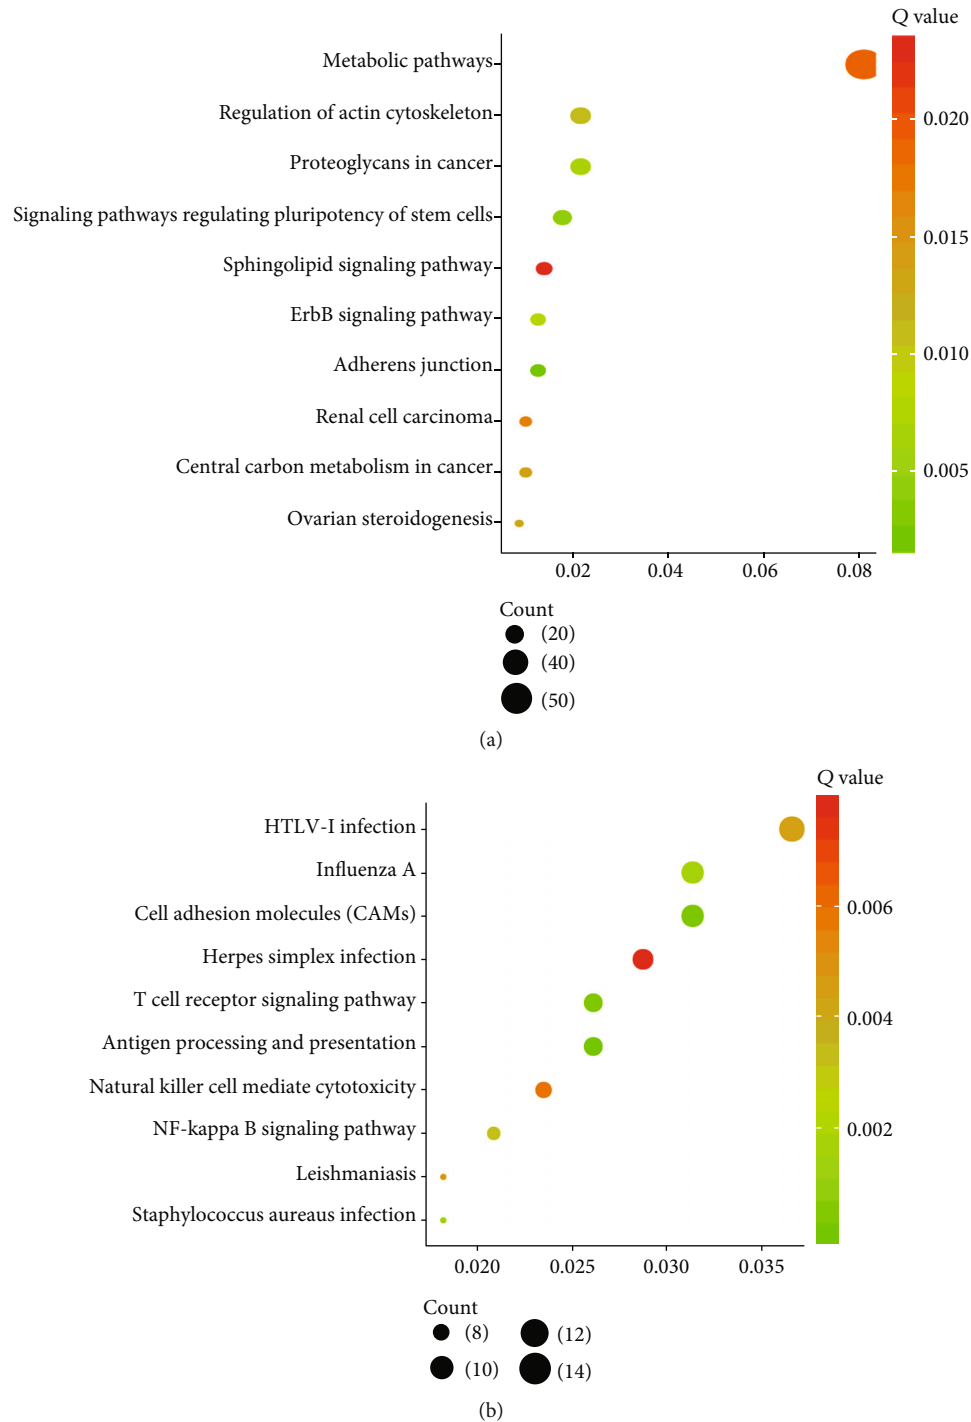 Q value
Metabolic pathways
Regulation of actin cytoskeleton
Proteoglycans in cancer
Signaling pathways regulating pluripotency of stem cells
Sphingolipid signaling pathway
ErbB signaling pathway
Adherens junction
Renal cell carcinoma
Central carbon metabolism in cancer
Ovarian steroidogenesis
0.020
0.015
0.010
0.005
0.02 0.04 0.06 0.08
Count
(20)
(40)
(50)
(a)
Q value
HTLV-I infection
Influenza A
Cell adhesion molecules (CAMs)
Herpes simplex infection
T cell receptor signaling pathway
Antigen processing and presentation
Natural killer cell mediate cytotoxicity
NF-kappa B signaling pathway
Leishmaniasis
Staphylococcus aureus infection
0.006
0.004
0.002
0.020 0.025 0.030 0.035
Count
(8) (12)
(10) (14)
(b)